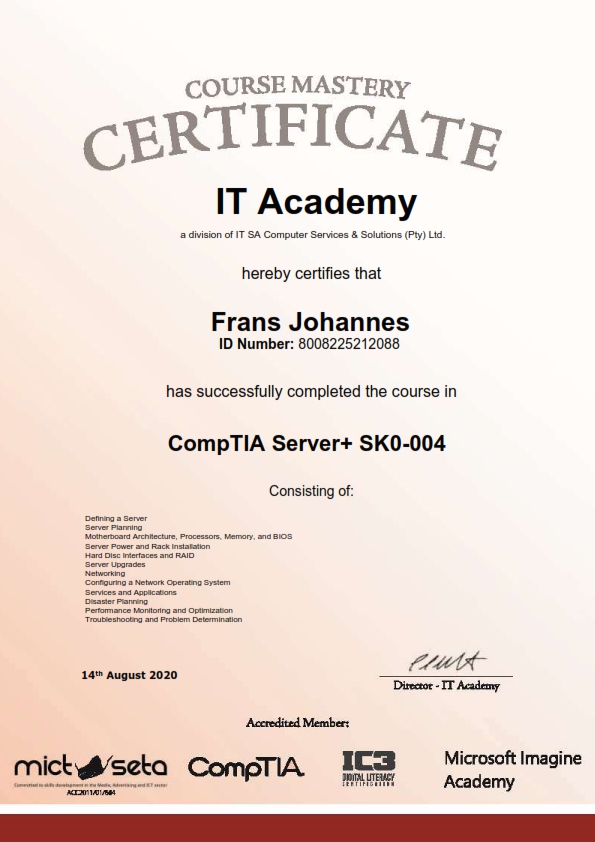 COURSE MASTERY
CERTIFICATE
IT Academy
a division of IT SA Computer Services & Solutions (Pty) Ltd.
hereby certifies that
Frans Johannes
ID Number: 8008225212088
has successfully completed the course in
CompTIA Server+ SK0-004
Consisting of:
Defining a Server
Server Planning
Motherboard Architecture, Processors, Memory, and BIOS
Server Power and Rack Installation
Hard Disc Interfaces and RAID
Server Upgrades
Networking
Configuring a Network Operating System
Services and Applications
Disaster Planning
Performance Monitoring and Optimization
Troubleshooting and Problem Determination
14th August 2020
Director - IT Academy
Accredited Member:
mict seta
Committed to skills development in the Media, Advertising and ICT sector
CompTIA
IC3
DIGITAL LITERACY
CERTIFICATION
Microsoft Imagine
Academy